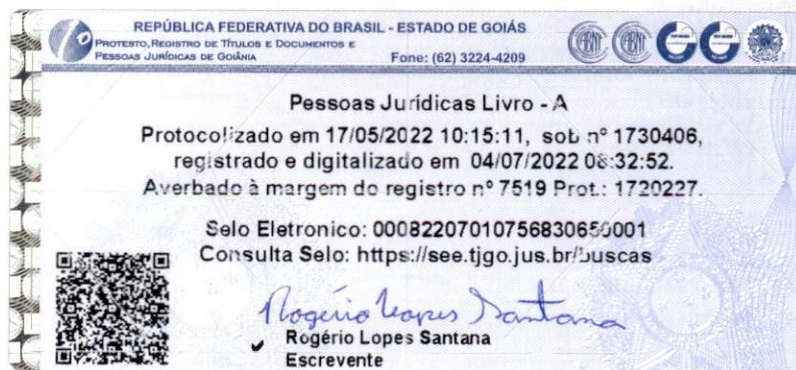 REPÚBLICA FEDERATIVA DO BRASIL - ESTADO DE GOIÁS
PROTESTO, REGISTRO DE TÍTULOS E DOCUMENTOS E
PESSOAS JURÍDICAS DE GOIÂNIA
Fone: (62) 3224-4209
Pessoas Jurídicas Livro - A
Protocolizado em 17/05/2022 10:15:11, sob nº 1730406,
registrado e digitalizado em 04/07/2022 08:32:52.
Averbado à margem do registro nº 7519 Prot.: 1720227.
Selo Eletronico: 00082207010756830650001
Consulta Selo: https://see.tjgo.jus.br/buscas
Rogério Lopes Santana
Rogério Lopes Santana
Escrevente